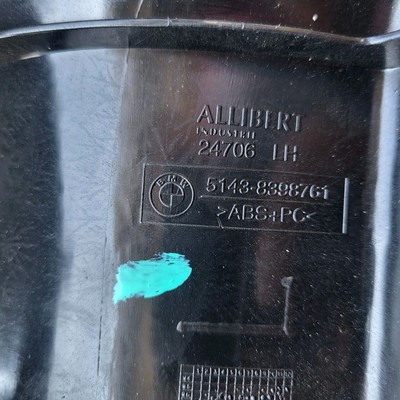 ALLIBERT
INDUSTRIE
24706 LH
BMW
5143-8398761
>ABS+PC<